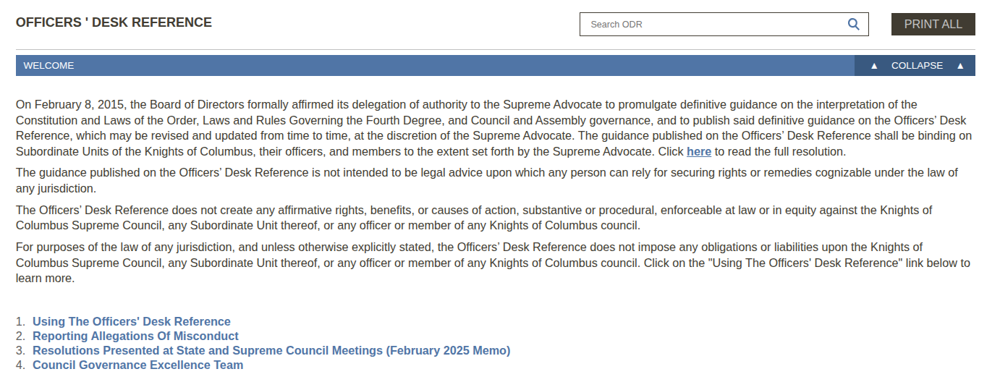 OFFICERS ' DESK REFERENCE
Search ODR
PRINT ALL
WELCOME
▲ COLLAPSE ▲
On February 8, 2015, the Board of Directors formally affirmed its delegation of authority to the Supreme Advocate to promulgate definitive guidance on the interpretation of the
Constitution and Laws of the Order, Laws and Rules Governing the Fourth Degree, and Council and Assembly governance, and to publish said definitive guidance on the Officers’ Desk
Reference, which may be revised and updated from time to time, at the discretion of the Supreme Advocate. The guidance published on the Officers’ Desk Reference shall be binding on
Subordinate Units of the Knights of Columbus, their officers, and members to the extent set forth by the Supreme Advocate. Click here to read the full resolution.
The guidance published on the Officers’ Desk Reference is not intended to be legal advice upon which any person can rely for securing rights or remedies cognizable under the law of
any jurisdiction.
The Officers’ Desk Reference does not create any affirmative rights, benefits, or causes of action, substantive or procedural, enforceable at law or in equity against the Knights of
Columbus Supreme Council, any Subordinate Unit thereof, or any officer or member of any Knights of Columbus council.
For purposes of the law of any jurisdiction, and unless otherwise explicitly stated, the Officers’ Desk Reference does not impose any obligations or liabilities upon the Knights of
Columbus Supreme Council, any Subordinate Unit thereof, or any officer or member of any Knights of Columbus council. Click on the "Using The Officers' Desk Reference" link below to
learn more.
1. Using The Officers' Desk Reference
2. Reporting Allegations Of Misconduct
3. Resolutions Presented at State and Supreme Council Meetings (February 2025 Memo)
4. Council Governance Excellence Team